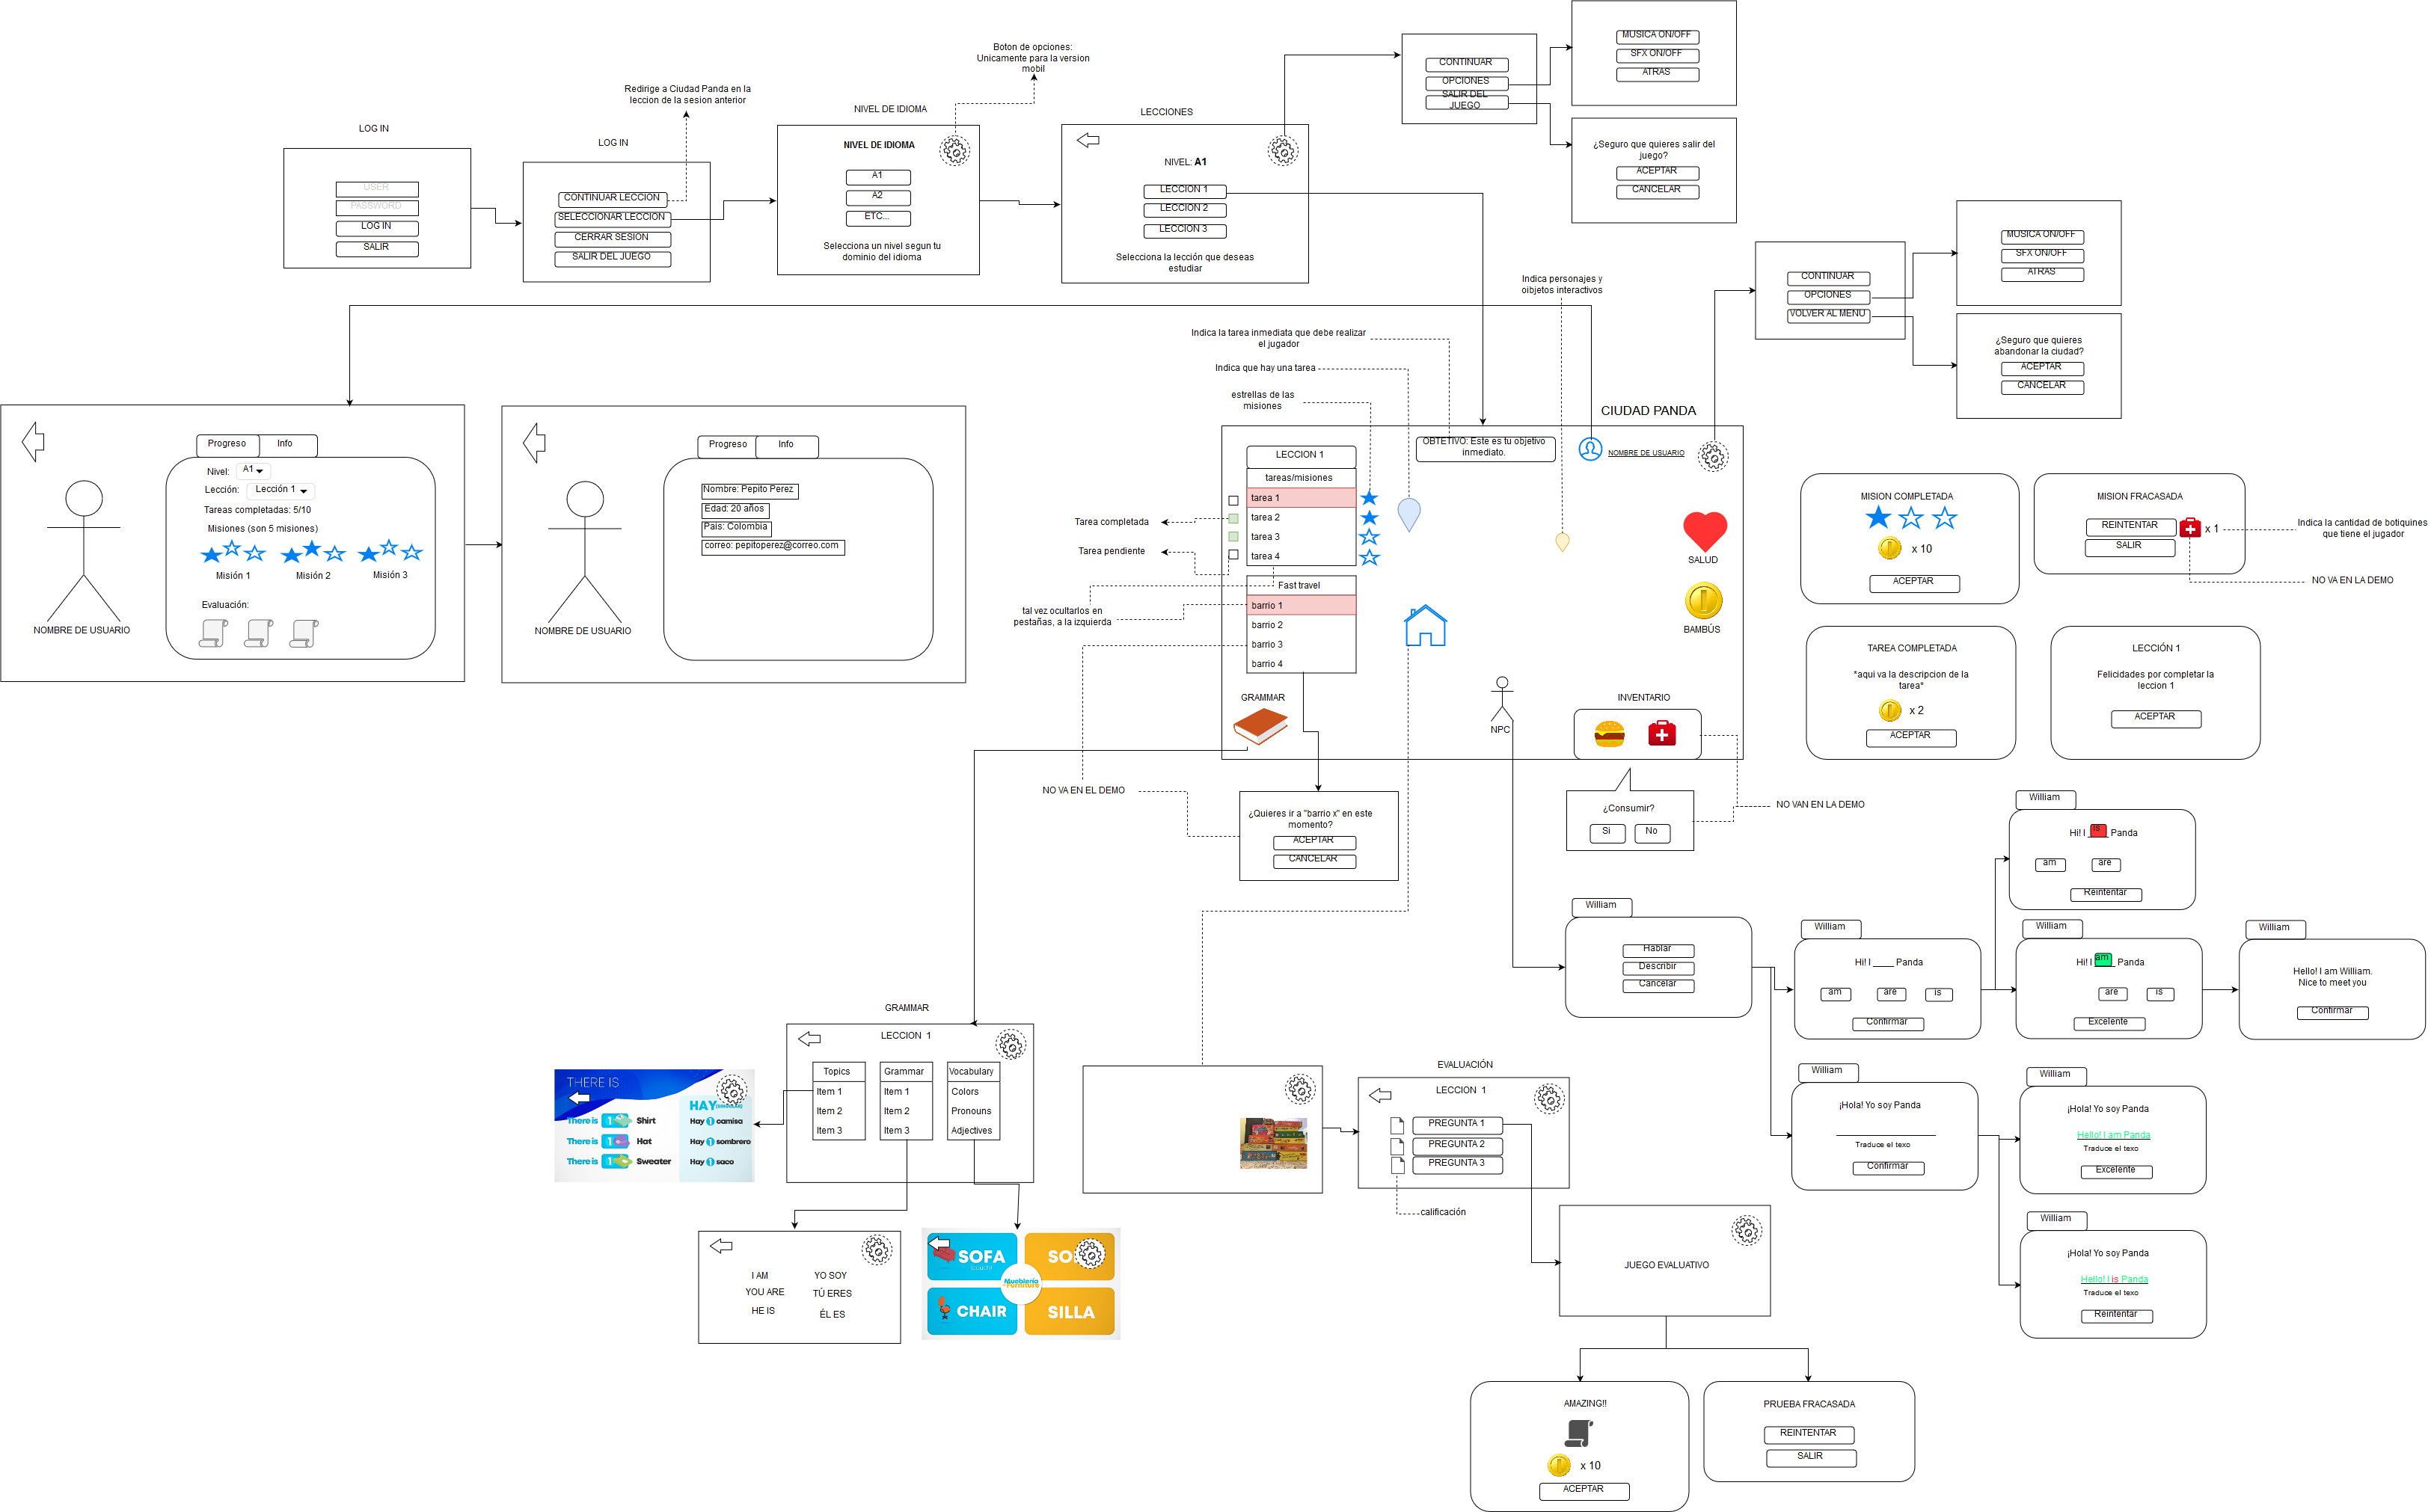 LOG IN
USER
PASSWORD
LOG IN
SALIR
LOG IN
CONTINUAR LECCION
SELECCIONAR LECCION
CERRAR SESION
SALIR DEL JUEGO
Redirige a Ciudad Panda en la
leccion de la sesion anterior
NIVEL DE IDIOMA
NIVEL DE IDIOMA
A1
A2
ETC...
Selecciona un nivel segun tu
dominio del idioma
Boton de opciones:
Unicamente para la version
mobil
LECCIONES
NIVEL: A1
LECCION 1
LECCION 2
LECCION 3
Selecciona la lección que deseas
estudiar
CONTINUAR
OPCIONES
SALIR DEL
JUEGO
MUSICA ON/OFF
SFX ON/OFF
ATRAS
¿Seguro que quieres salir del
juego?
ACEPTAR
CANCELAR
CONTINUAR
OPCIONES
VOLVER AL MENU
MUSICA ON/OFF
SFX ON/OFF
ATRAS
¿Seguro que quieres
abandonar la ciudad?
ACEPTAR
CANCELAR
Indica personajes y
oibjetos interactivos
Indica la tarea inmediata que debe realizar
el jugador
Indica que hay una tarea
estrellas de las
misiones
Progreso
Info
Nivel:
A1
Lección:
Lección 1
Tareas completadas: 5/10
Misiones (son 5 misiones)
Misión 1
Misión 2
Misión 3
Evaluación:
NOMBRE DE USUARIO
Progreso
Info
Nombre: Pepito Perez
Edad: 20 años
Pais: Colombia
correo: pepitoperez@correo.com
NOMBRE DE USUARIO
CIUDAD PANDA
LECCION 1
tareas/misiones
tarea 1
tarea 2
tarea 3
tarea 4
Tarea completada
Tarea pendiente
Fast travel
barrio 1
barrio 2
barrio 3
barrio 4
tal vez ocultarlos en
pestañas, a la izquierda
OBTETIVO: Este es tu objetivo
inmediato.
NOMBRE DE USUARIO
SALUD
BAMBÚS
GRAMMAR
NPC
INVENTARIO
NO VA EN EL DEMO
¿Quieres ir a "barrio x" en este
momento?
ACEPTAR
CANCELAR
¿Consumir?
Si
No
NO VAN EN LA DEMO
MISION COMPLETADA
x 10
ACEPTAR
MISION FRACASADA
REINTENTAR
x 1
SALIR
Indica la cantidad de botiquines
que tiene el jugador
NO VA EN LA DEMO
TAREA COMPLETADA
*aqui va la descripcion de la
tarea*
x 2
ACEPTAR
LECCIÓN 1
Felicidades por completar la
leccion 1
ACEPTAR
William
Hablar
Describir
Cancelar
William
Hi! I ____ Panda
am
are
is
Confirmar
William
Hi! I is Panda
am
are
Reintentar
William
Hi! I am Panda
are
is
Excelente
William
Hello! I am William.
Nice to meet you
Confirmar
William
¡Hola! Yo soy Panda
Traduce el texo
Confirmar
William
¡Hola! Yo soy Panda
Hello! I am Panda
Traduce el texo
Excelente
William
¡Hola! Yo soy Panda
Hello! I is Panda
Traduce el texo
Reintentar
GRAMMAR
LECCION 1
Topics
Item 1
Item 2
Item 3
Grammar
Item 1
Item 2
Item 3
Vocabulary
Colors
Pronouns
Adjectives
THERE IS
HAY
There is 1 Shirt
Hay 1 camisa
There is 1 Hat
Hay 1 sombrero
There is 1 Sweater
Hay 1 saco
I AM
YO SOY
YOU ARE
TÚ ERES
HE IS
ÉL ES
SOFA
(couch)
Mueblería
CHAIR
SILLA
EVALUACIÓN
LECCION 1
PREGUNTA 1
PREGUNTA 2
PREGUNTA 3
calificación
JUEGO EVALUATIVO
AMAZING!!
x 10
ACEPTAR
PRUEBA FRACASADA
REINTENTAR
SALIR